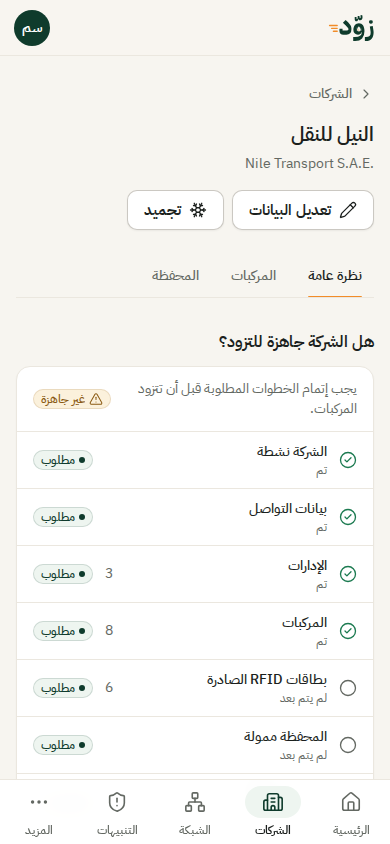 زوّد
سم
الشركات
النيل للنقل
Nile Transport S.A.E.
تعديل البيانات
تجميد
نظرة عامة
المركبات
المحفظة
هل الشركة جاهزة للتزود؟
يجب إتمام الخطوات المطلوبة قبل أن تتزود
المركبات.
غير جاهزة
الشركة نشطة
تم
مطلوب
بيانات التواصل
تم
مطلوب
الإدارات
تم
3
مطلوب
المركبات
تم
8
مطلوب
بطاقات RFID الصادرة
لم يتم بعد
6
مطلوب
المحفظة ممولة
لم يتم بعد
مطلوب
الرئيسية
الشركات
الشبكة
التنبيهات
المزيد